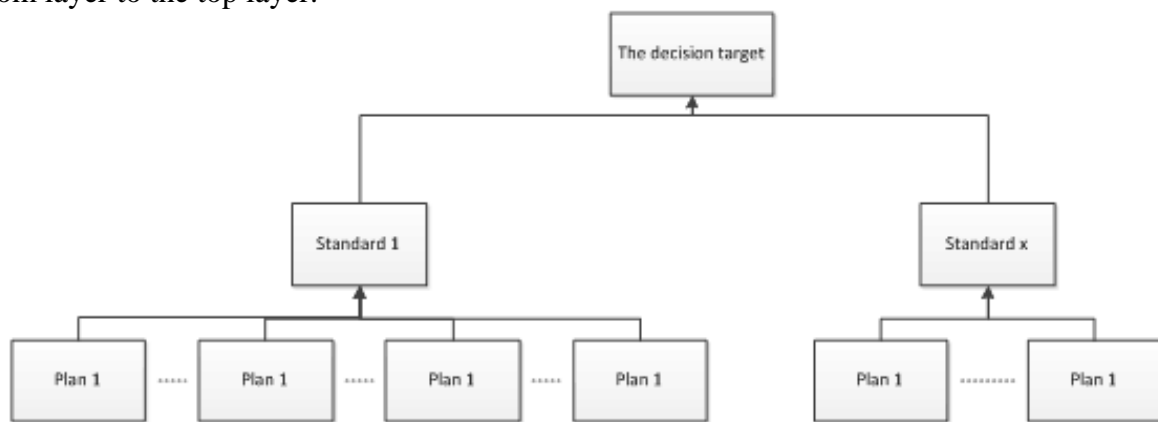 om layer to the top layer.
The decision target
Standard 1
Standard x
Plan 1 ..... Plan 1 ..... Plan 1 ..... Plan 1
Plan 1 ......... Plan 1